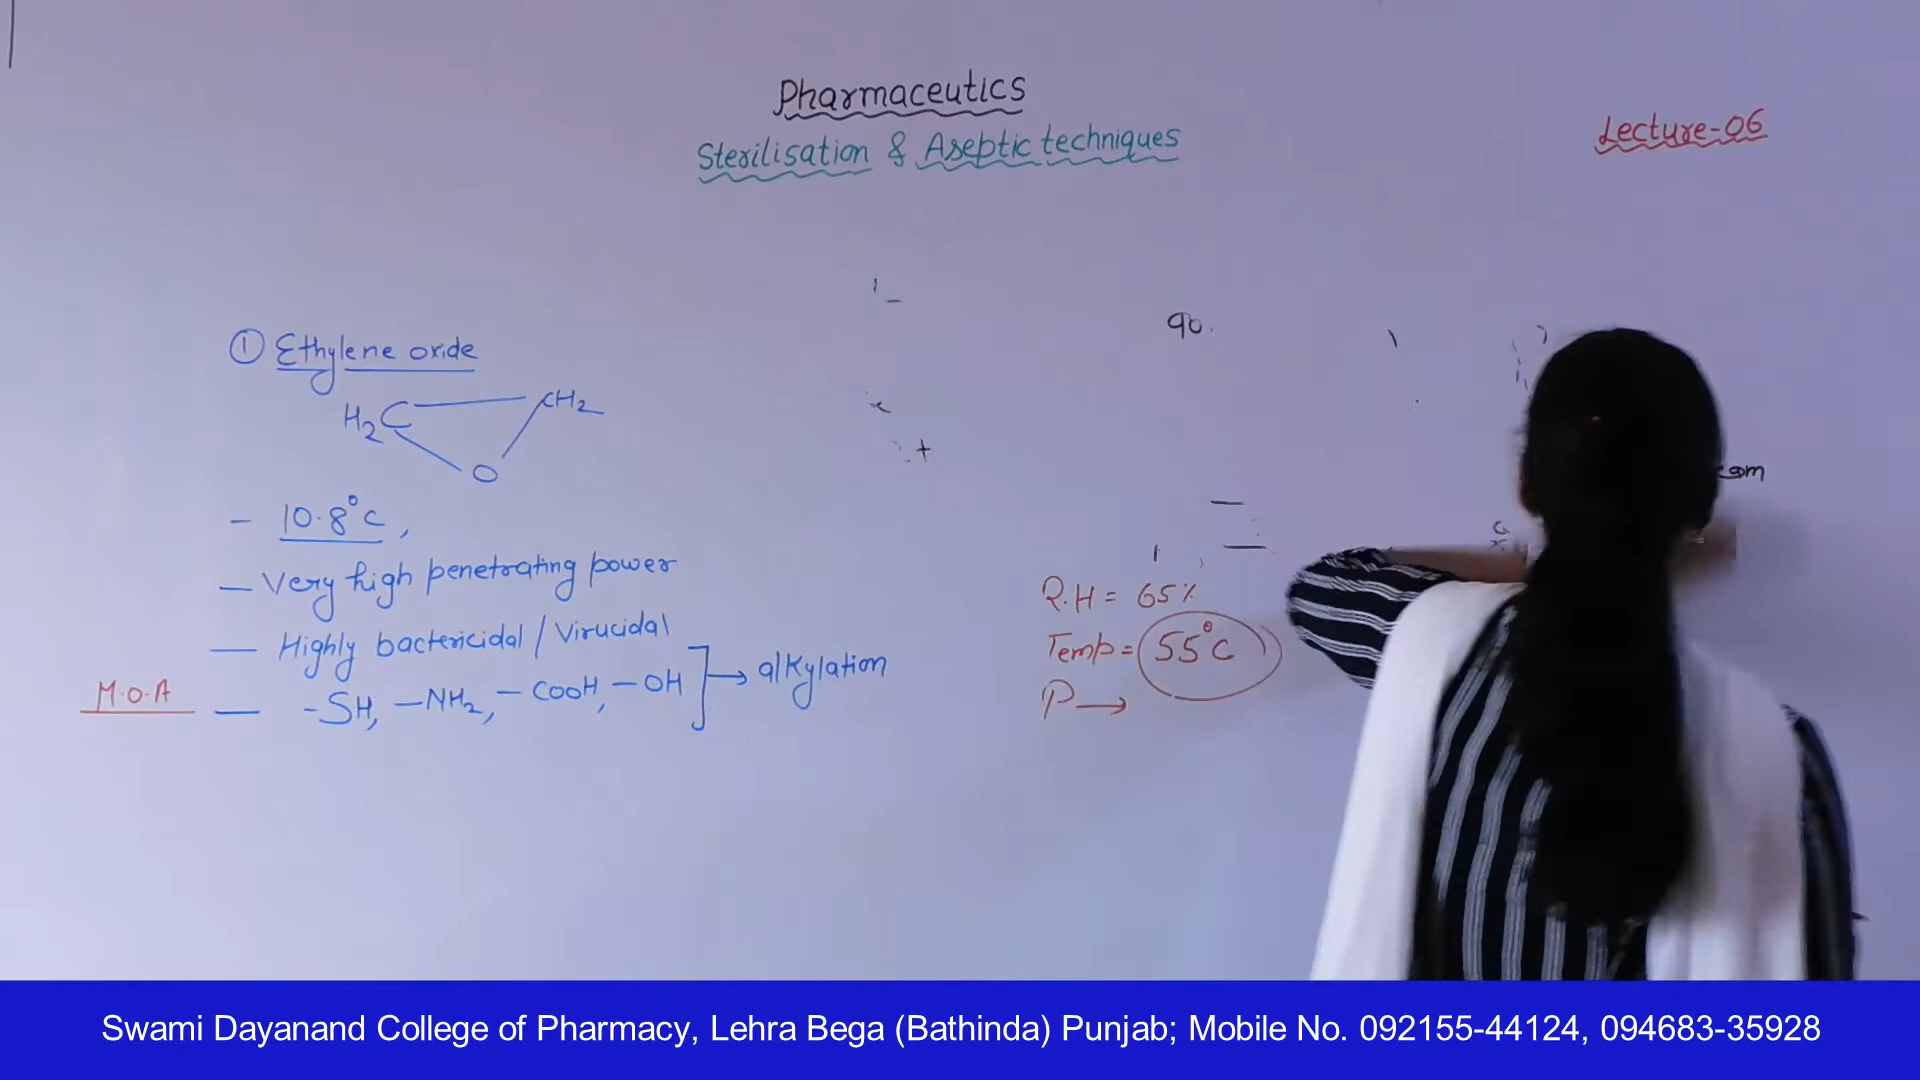 Pharmaceutics
Sterilisation & Aseptic techniques
Lecture-06
① Ethylene oxide
H2C CH2
O
- 10.8°C,
- Very high penetrating power
- Highly bactericidal / Virucidal
M.O.A - -SH, -NH2, -COOH, -OH ] → alkylation
90.
R.H = 65%
Temp = 55°C
P →
Swami Dayanand College of Pharmacy, Lehra Bega (Bathinda) Punjab; Mobile No. 092155-44124, 094683-35928